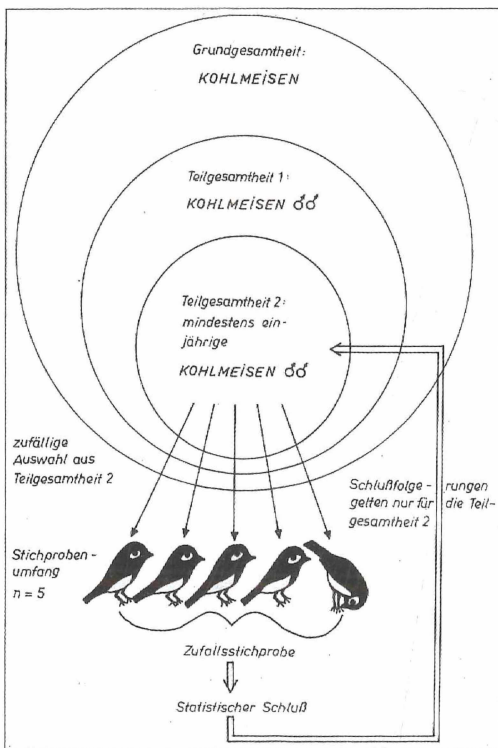 Grundgesamtheit:
KOHLMEiSEN
Teilgesamtheit 1:
KOHLMEiSEN ♂♂
Teilgesamtheit 2:
mindestens ein-
jährige
KOHLMEiSEN ♂♂
zufällige
Auswahl aus
Teilgesamtheit 2
Schlußfolge-rungen
gelten nur für die Teil-
gesamtheit 2
Stichproben-
umfang
n = 5
Zufallsstichprobe
Statistischer Schluß